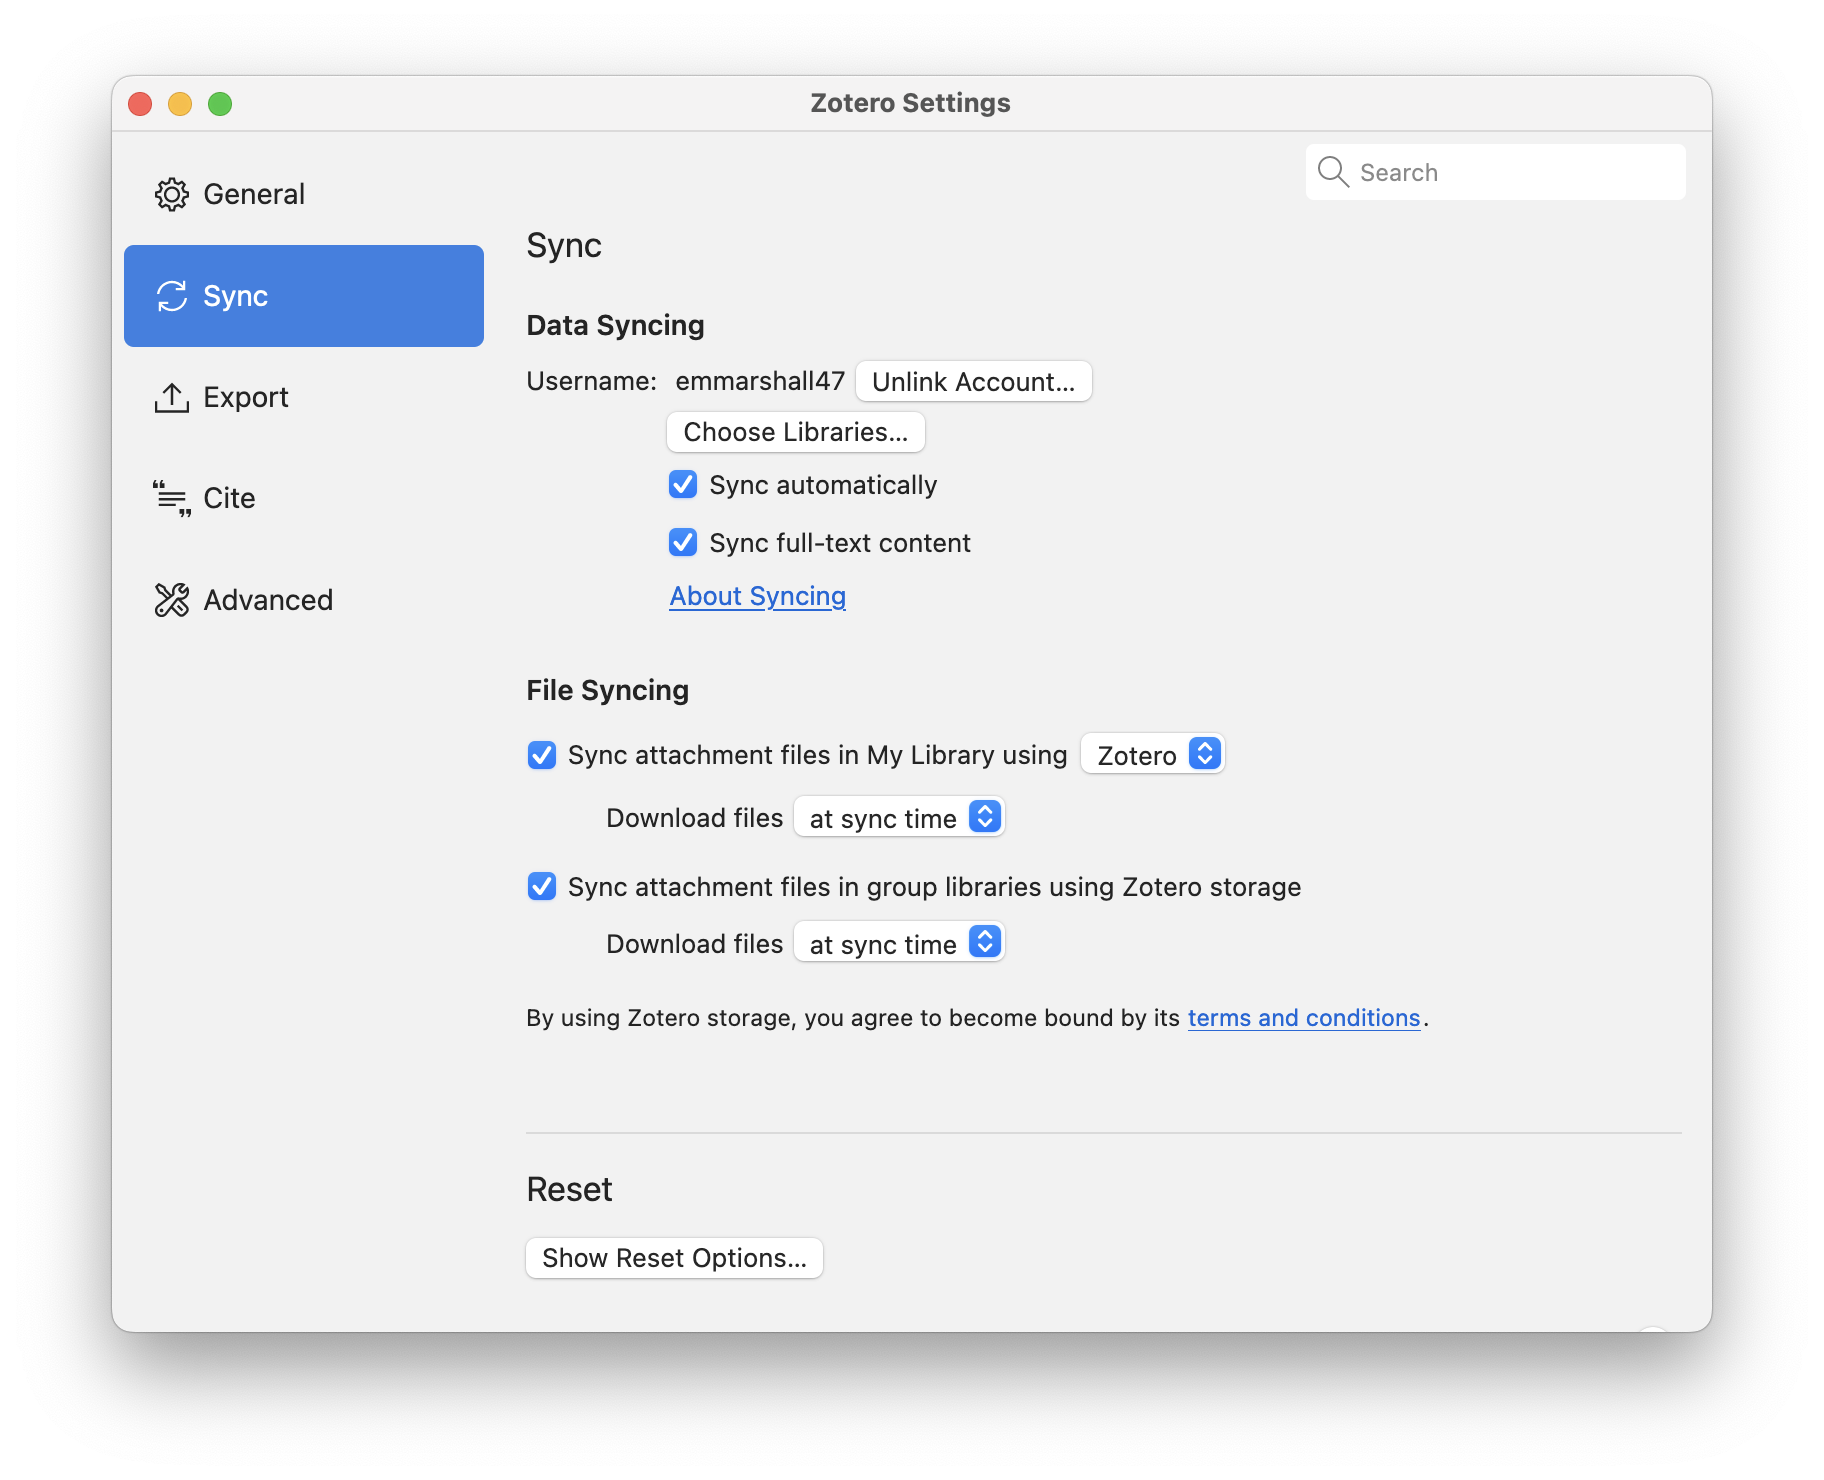 Zotero Settings
Search
General
Sync
Export
Cite
Advanced
Sync
Data Syncing
Username: emmarshall47 Unlink Account...
Choose Libraries...
Sync automatically
Sync full-text content
About Syncing
File Syncing
Sync attachment files in My Library using Zotero
Download files at sync time
Sync attachment files in group libraries using Zotero storage
Download files at sync time
By using Zotero storage, you agree to become bound by its terms and conditions.
Reset
Show Reset Options...